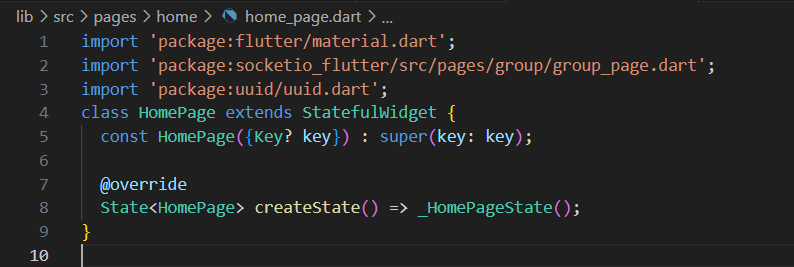 lib > src > pages > home > home_page.dart > ...
1 import 'package:flutter/material.dart';
2 import 'package:socketio_flutter/src/pages/group/group_page.dart';
3 import 'package:uuid/uuid.dart';
4 class HomePage extends StatefulWidget {
5   const HomePage({Key? key}) : super(key: key);
6
7   @override
8   State<HomePage> createState() => _HomePageState();
9 }
10